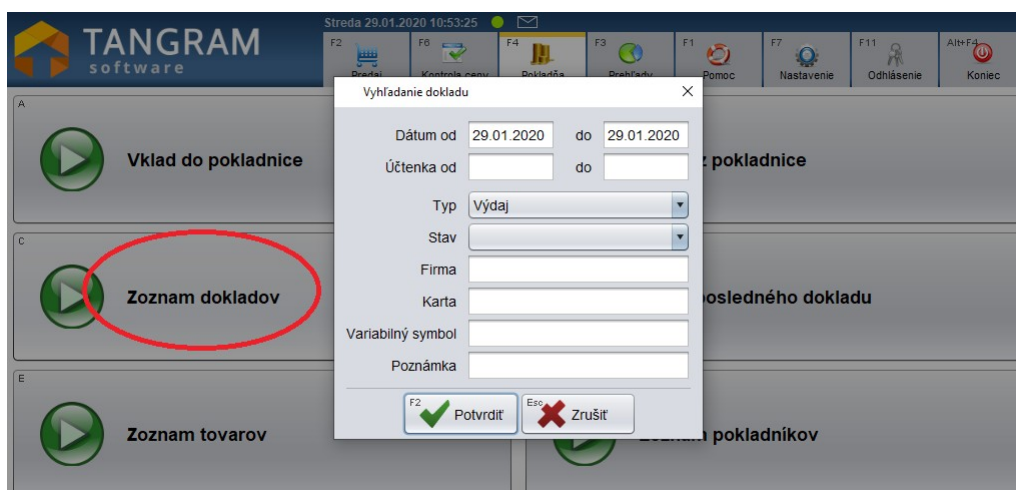 TANGRAM
software
Streda 29.01.2020 10:53:25
F2 Predaj
F6 Kontrola ceny
F4 Pokladňa
F3 Prehľady
F1 Pomoc
F7 Nastavenie
F11 Odhlásenie
Alt+F4 Koniec
Vyhľadanie dokladu
Dátum od 29.01.2020 do 29.01.2020
Účtenka od do
Typ Výdaj
Stav
Firma
Karta
Variabilný symbol
Poznámka
F2 Potvrdiť
Esc Zrušiť
A
Vklad do pokladnice
z pokladnice
C
Zoznam dokladov
posledného dokladu
E
Zoznam tovarov
Zoznam pokladníkov